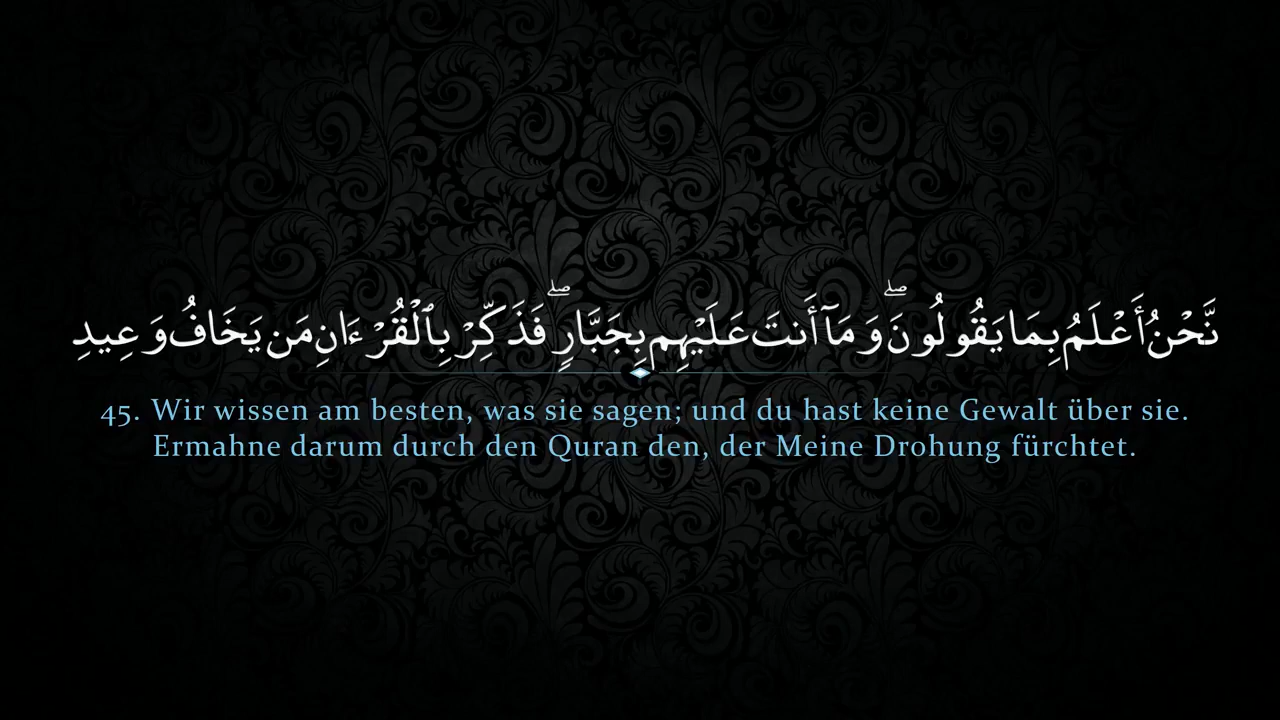 نَّحْنُ أَعْلَمُ بِمَا يَقُولُونَ ۖ وَمَآ أَنتَ عَلَيْهِم بِجَبَّارٍ ۖ فَذَكِّرْ بِٱلْقُرْءَانِ مَن يَخَافُ وَعِيدِ
45. Wir wissen am besten, was sie sagen; und du hast keine Gewalt über sie.
Ermahne darum durch den Quran den, der Meine Drohung fürchtet.